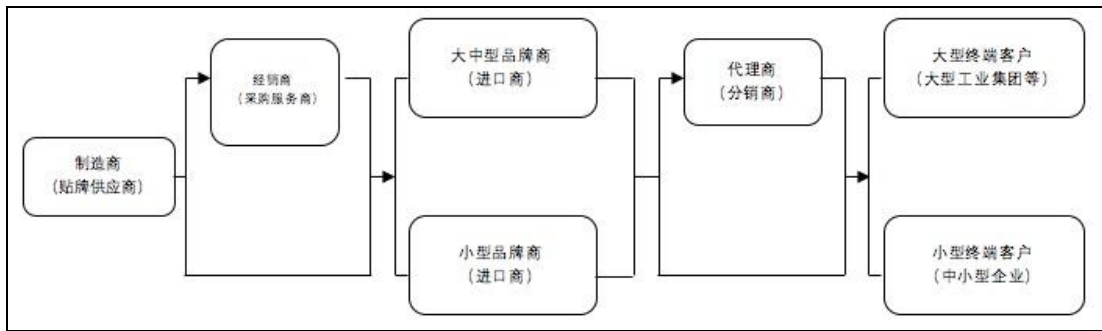 制造商
(贴牌供应商)
经销商
(采购服务商)
大中型品牌商
(进口商)
小型品牌商
(进口商)
代理商
(分销商)
大型终端客户
(大型工业集团等)
小型终端客户
(中小型企业)